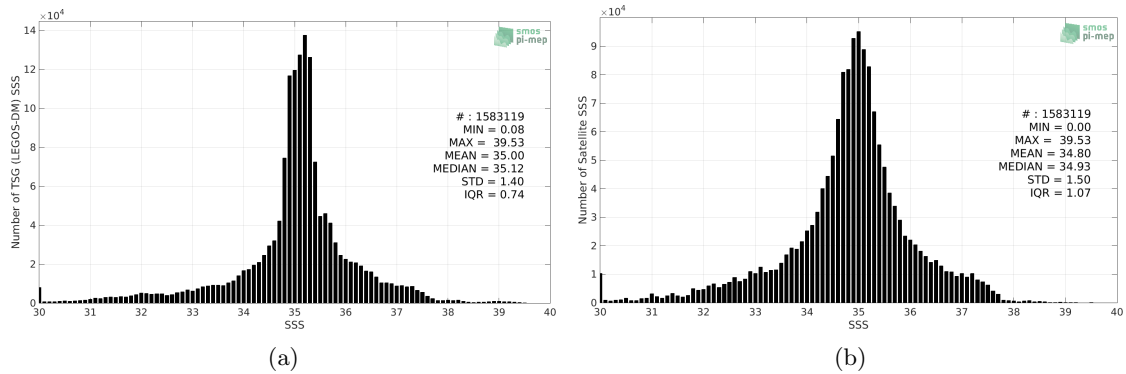 ×10⁴
14
12
10
8
6
4
2
0
Number of TSG (LEGOS-DM) SSS
30 31 32 33 34 35 36 37 38 39 40
SSS
smos
pi-mep
# : 1583119
MIN = 0.08
MAX = 39.53
MEAN = 35.00
MEDIAN = 35.12
STD = 1.40
IQR = 0.74
(a)
×10⁴
9
8
7
6
5
4
3
2
1
0
Number of Satellite SSS
30 31 32 33 34 35 36 37 38 39 40
SSS
smos
pi-mep
# : 1583119
MIN = 0.00
MAX = 39.53
MEAN = 34.80
MEDIAN = 34.93
STD = 1.50
IQR = 1.07
(b)